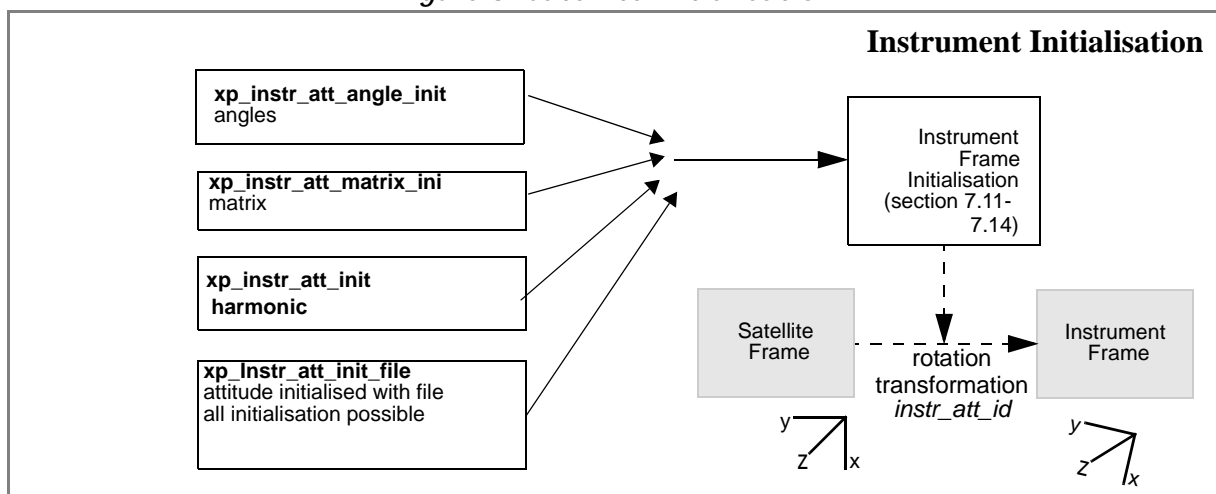 Instrument Initialisation
xp_instr_att_angle_init
angles
xp_instr_att_matrix_ini
matrix
xp_instr_att_init
harmonic
xp_Instr_att_init_file
attitude initialised with file
all initialisation possible
Instrument
Frame
Initialisation
(section 7.11-
7.14)
Satellite
Frame
rotation
transformation
instr_att_id
Instrument
Frame
y
z
x
y
z
x